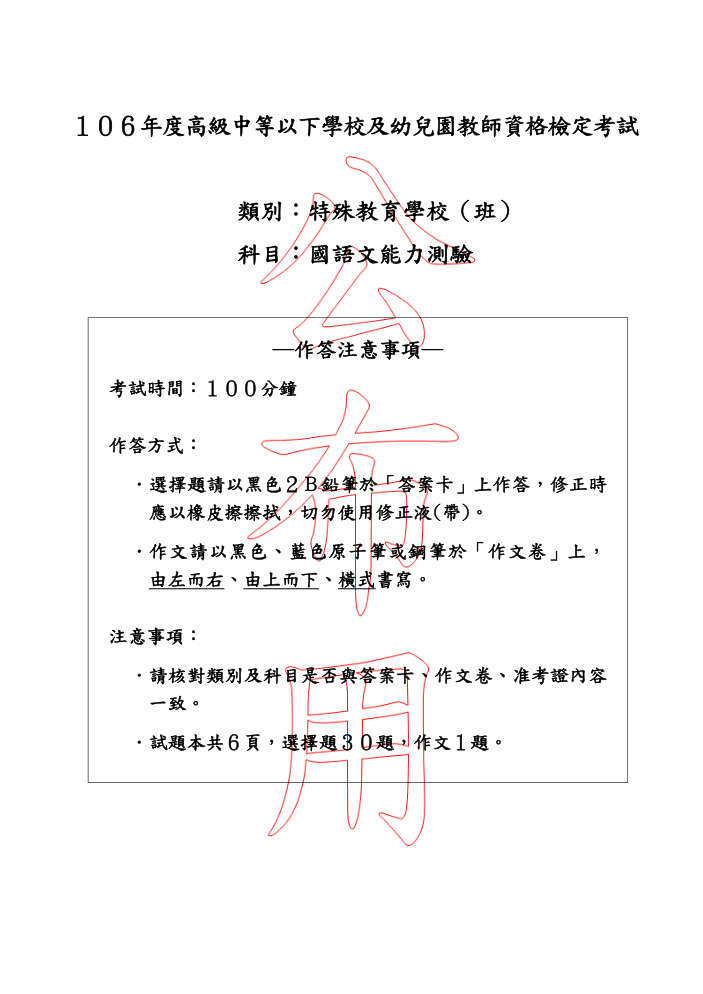 １０６年度高級中等以下學校及幼兒園教師資格檢定考試
類別：特殊教育學校（班）
科目：國語文能力測驗
—作答注意事項—
考試時間：１００分鐘
作答方式：
．選擇題請以黑色２Ｂ鉛筆於「答案卡」上作答，修正時
應以橡皮擦擦拭，切勿使用修正液(帶)。
．作文請以黑色、藍色原子筆或鋼筆於「作文卷」上，
由左而右、由上而下、橫式書寫。
注意事項：
．請核對類別及科目是否與答案卡、作文卷、准考證內容
一致。
．試題本共６頁，選擇題３０題，作文１題。
公布用